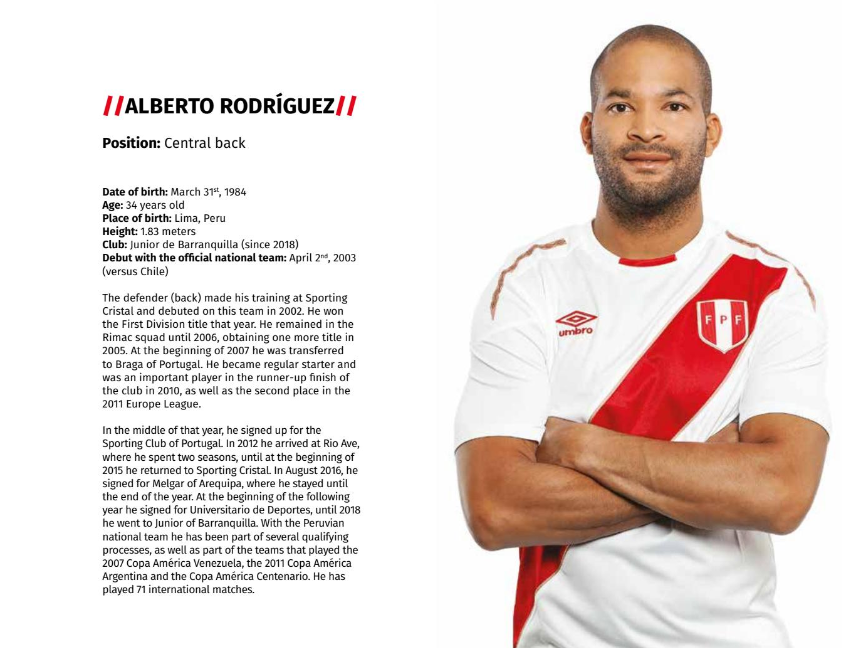 //ALBERTO RODRÍGUEZ//
Position: Central back
Date of birth: March 31st, 1984
Age: 34 years old
Place of birth: Lima, Peru
Height: 1.83 meters
Club: Junior de Barranquilla (since 2018)
Debut with the official national team: April 2nd, 2003
(versus Chile)
The defender (back) made his training at Sporting
Cristal and debuted on this team in 2002. He won
the First Division title that year. He remained in the
Rimac squad until 2006, obtaining one more title in
2005. At the beginning of 2007 he was transferred
to Braga of Portugal. He became regular starter and
was an important player in the runner-up finish of
the club in 2010, as well as the second place in the
2011 Europe League.
In the middle of that year, he signed up for the
Sporting Club of Portugal. In 2012 he arrived at Rio Ave,
where he spent two seasons, until at the beginning of
2015 he returned to Sporting Cristal. In August 2016, he
signed for Melgar of Arequipa, where he stayed until
the end of the year. At the beginning of the following
year he signed for Universitario de Deportes, until 2018
he went to Junior of Barranquilla. With the Peruvian
national team he has been part of several qualifying
processes, as well as part of the teams that played the
2007 Copa América Venezuela, the 2011 Copa América
Argentina and the Copa América Centenario. He has
played 71 international matches.
umbro
FPF